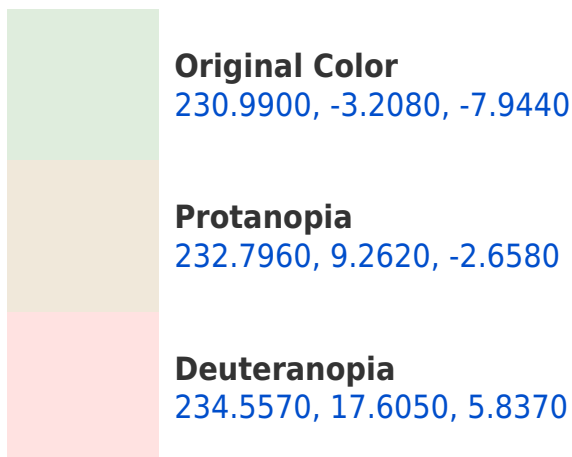 Original Color
230.9900, -3.2080, -7.9440
Protanopia
232.7960, 9.2620, -2.6580
Deuteranopia
234.5570, 17.6050, 5.8370